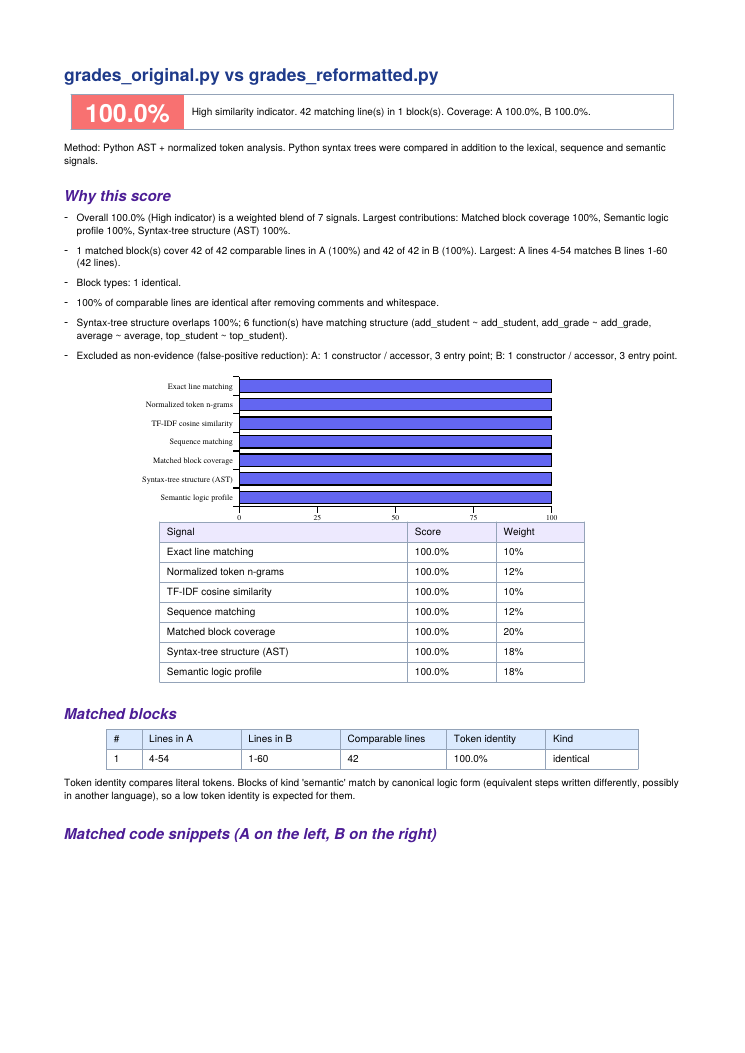 grades_original.py vs grades_reformatted.py
100.0%
High similarity indicator. 42 matching line(s) in 1 block(s). Coverage: A 100.0%, B 100.0%.
Method: Python AST + normalized token analysis. Python syntax trees were compared in addition to the lexical, sequence and semantic
signals.
Why this score
- Overall 100.0% (High indicator) is a weighted blend of 7 signals. Largest contributions: Matched block coverage 100%, Semantic logic
profile 100%, Syntax-tree structure (AST) 100%.
- 1 matched block(s) cover 42 of 42 comparable lines in A (100%) and 42 of 42 in B (100%). Largest: A lines 4-54 matches B lines 1-60
(42 lines).
- Block types: 1 identical.
- 100% of comparable lines are identical after removing comments and whitespace.
- Syntax-tree structure overlaps 100%; 6 function(s) have matching structure (add_student ~ add_student, add_grade ~ add_grade,
average ~ average, top_student ~ top_student).
- Excluded as non-evidence (false-positive reduction): A: 1 constructor / accessor, 3 entry point; B: 1 constructor / accessor, 3 entry point.
Exact line matching
Normalized token n-grams
TF-IDF cosine similarity
Sequence matching
Matched block coverage
Syntax-tree structure (AST)
Semantic logic profile
0 25 50 75 100
Signal Score Weight
Exact line matching 100.0% 10%
Normalized token n-grams 100.0% 12%
TF-IDF cosine similarity 100.0% 10%
Sequence matching 100.0% 12%
Matched block coverage 100.0% 20%
Syntax-tree structure (AST) 100.0% 18%
Semantic logic profile 100.0% 18%
Matched blocks
# Lines in A Lines in B Comparable lines Token identity Kind
1 4-54 1-60 42 100.0% identical
Token identity compares literal tokens. Blocks of kind 'semantic' match by canonical logic form (equivalent steps written differently, possibly
in another language), so a low token identity is expected for them.
Matched code snippets (A on the left, B on the right)